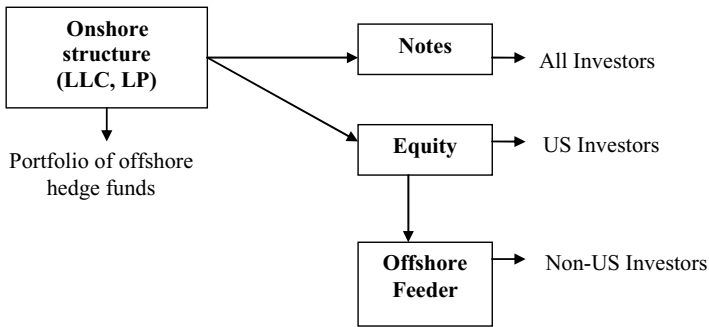 Onshore
structure
(LLC, LP)
Notes
All Investors
Portfolio of offshore
hedge funds
Equity
US Investors
Offshore
Feeder
Non-US Investors